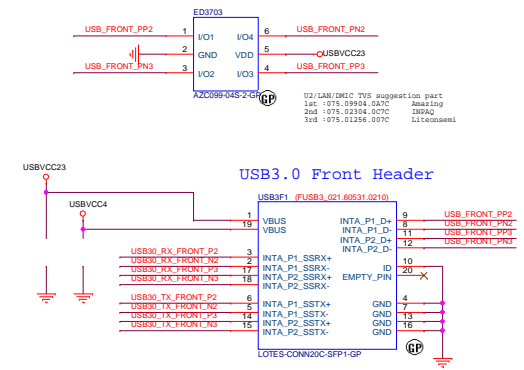 ED3703
USB_FRONT_PP2 1 I/O1 I/O4 6 USB_FRONT_PN2
2 GND VDD 5 USBVCC23
USB_FRONT_PN3 3 I/O2 I/O3 4 USB_FRONT_PP3
AZC099-04S-2-GP
GP
U2/LAN/DMIC TVS suggestion part
1st :075.09904.0A7C Amazing
2nd :075.02304.0C7C INPAQ
3rd :075.01256.007C Liteonsemi
USB3.0 Front Header
USBVCC23
USBVCC4
USB3F1 (FUSB3_021.60531.0210)
1 VBUS INTA_P1_D+ 9 USB_FRONT_PP2
19 VBUS INTA_P1_D- 8 USB_FRONT_PN2
INTA_P2_D+ 11 USB_FRONT_PP3
INTA_P2_D- 12 USB_FRONT_PN3
USB30_RX_FRONT_P2 3 INTA_P1_SSRX+
USB30_RX_FRONT_N2 2 INTA_P1_SSRX- ID 10
USB30_RX_FRONT_P3 17 INTA_P2_SSRX+ EMPTY_PIN 20
USB30_RX_FRONT_N3 18 INTA_P2_SSRX-
USB30_TX_FRONT_P2 6 INTA_P1_SSTX+ GND 4
USB30_TX_FRONT_N2 5 INTA_P1_SSTX- GND 7
USB30_TX_FRONT_P3 14 INTA_P2_SSTX+ GND 13
USB30_TX_FRONT_N3 15 INTA_P2_SSTX- GND 16
LOTES-CONN20C-SFP1-GP
GP